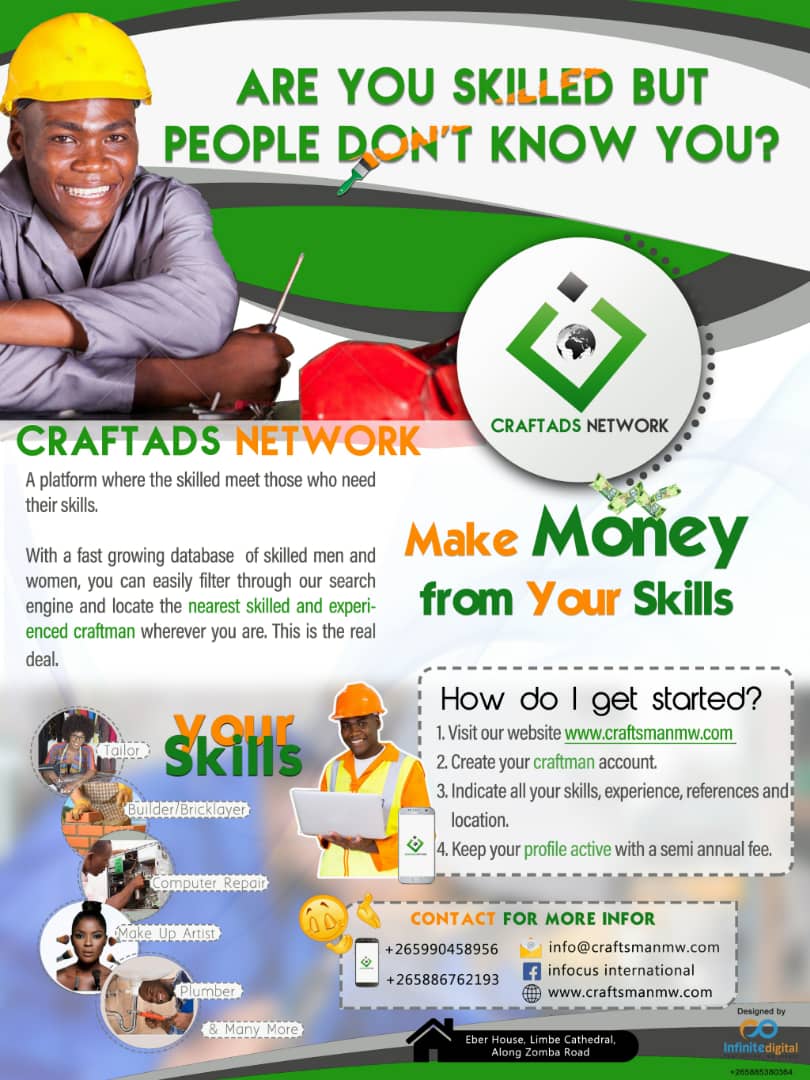 ARE YOU SKILLED BUT
PEOPLE DON'T KNOW YOU?
CRAFTADS NETWORK
CRAFTADS NETWORK
A platform where the skilled meet those who need
their skills.
With a fast growing database of skilled men and
women, you can easily filter through our search
engine and locate the nearest skilled and experi-
enced craftman wherever you are. This is the real
deal.
Make Money
from Your Skills
your
Skills
Tailor
Builder/Bricklayer
Computer Repair
Make Up Artist
Plumber
& Many More
How do I get started?
1. Visit our website www.craftsmanmw.com
2. Create your craftman account.
3. Indicate all your skills, experience, references and
location.
4. Keep your profile active with a semi annual fee.
CONTACT FOR MORE INFOR
+265990458956
+265886762193
info@craftsmanmw.com
infocus international
www.craftsmanmw.com
Eber House, Limbe Cathedral,
Along Zomba Road
Designed by
Infinitedigital
+265885380364